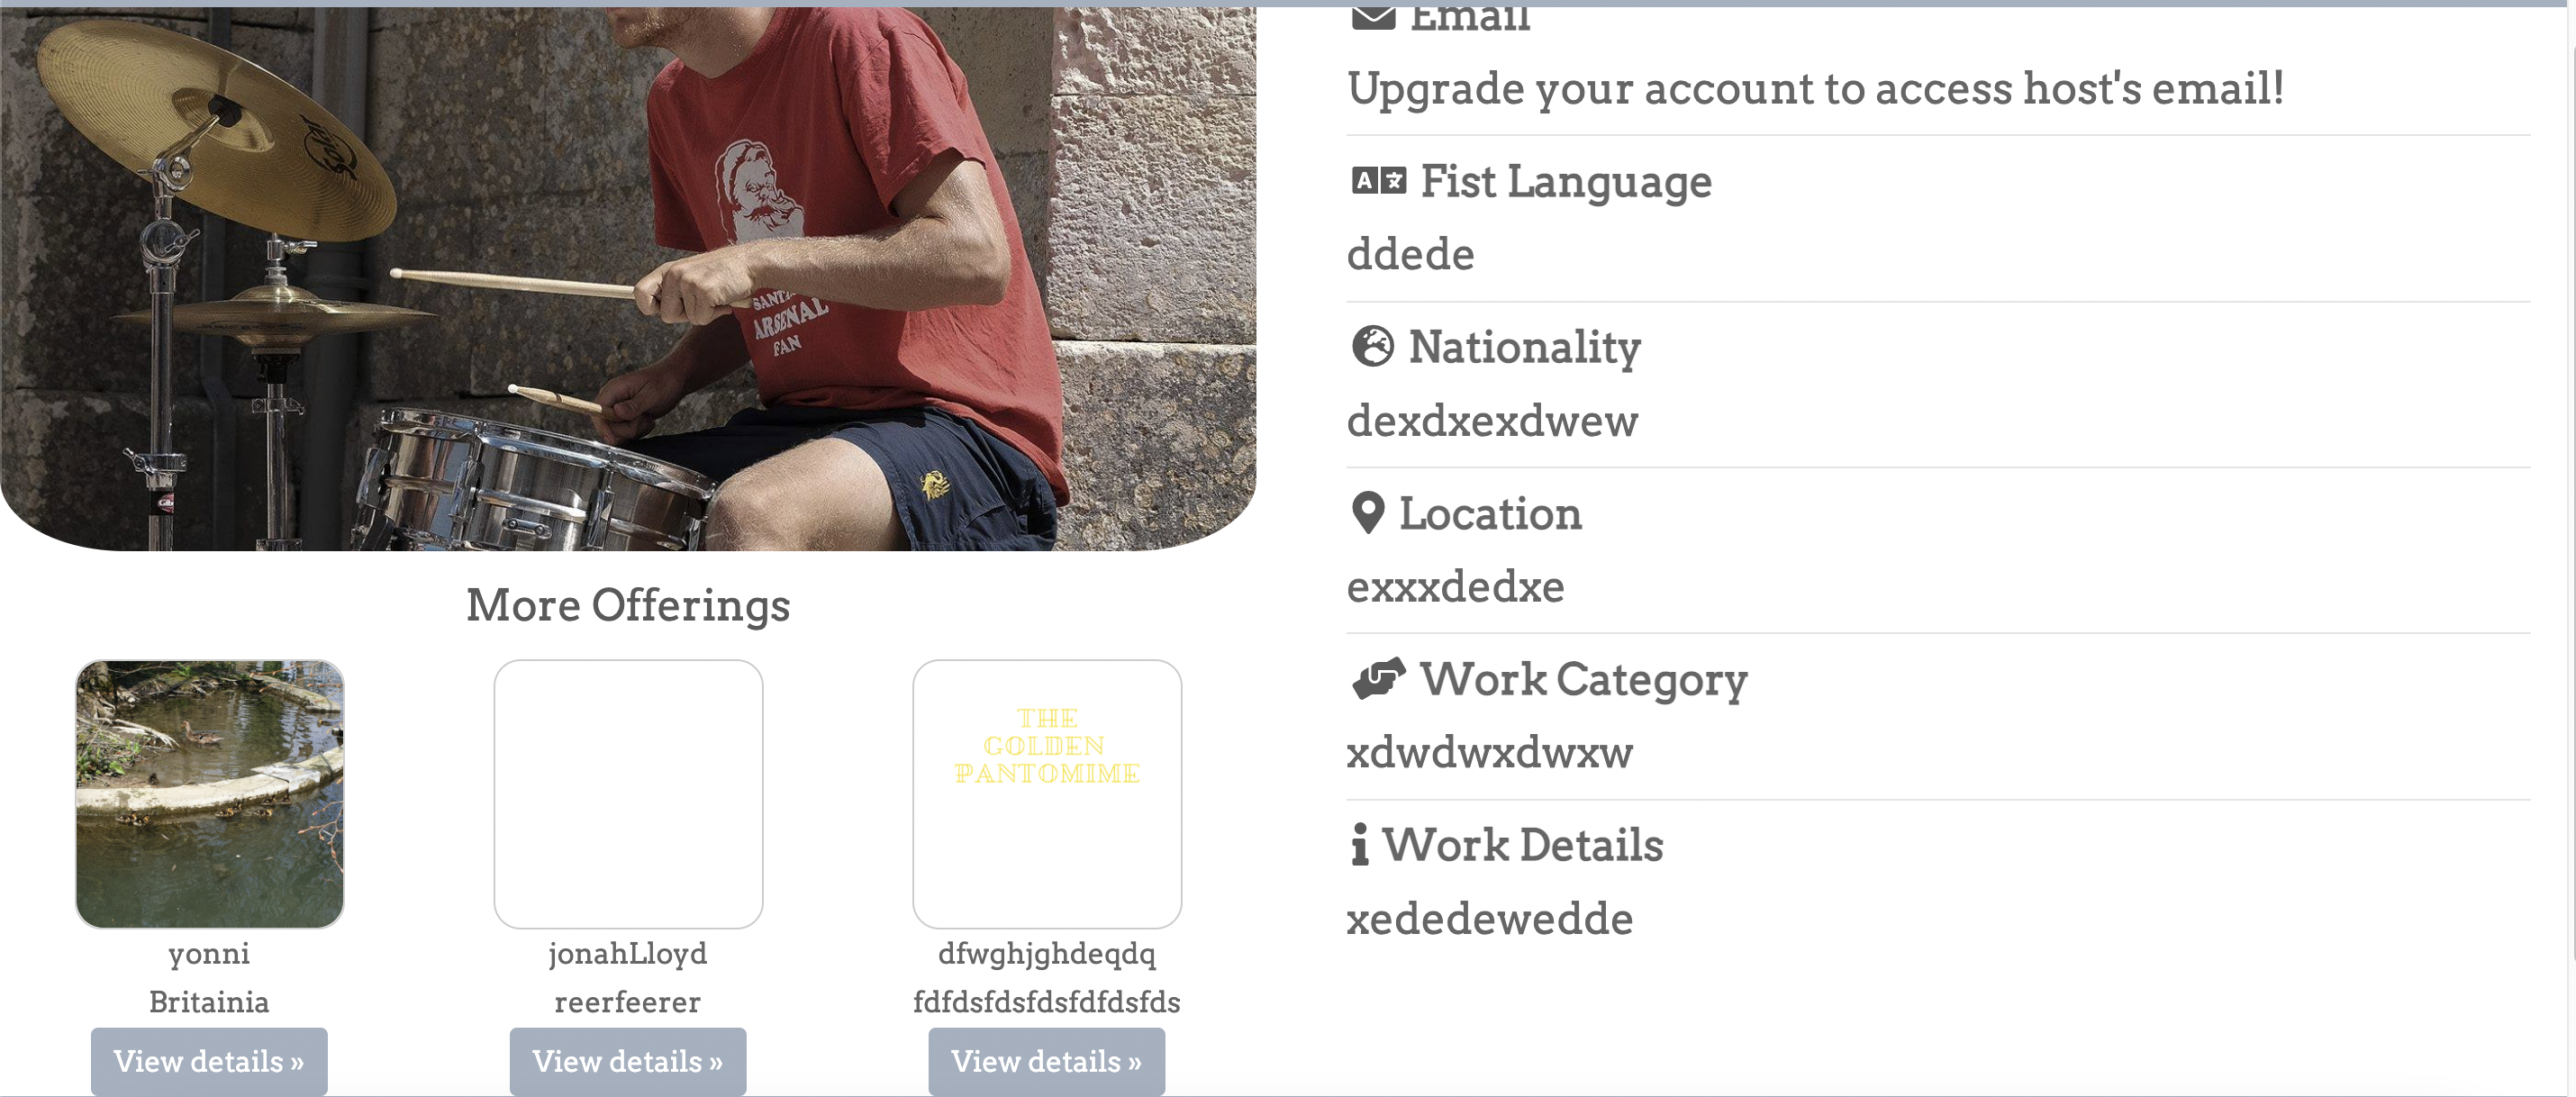 Email
Upgrade your account to access host's email!
Fist Language
ddede
Nationality
dexdxexdwew
Location
exxxdedxe
Work Category
xdwdwxdwxw
Work Details
xededewedde
Solar
ARSENAL
FAN
More Offerings
THE
GOLDEN
PANTOMIME
yonni
Britainia
View details »
jonahLloyd
reerfeerer
View details »
dfwghjghdeqdq
fdfdsfdsfdsfdfdsfds
View details »